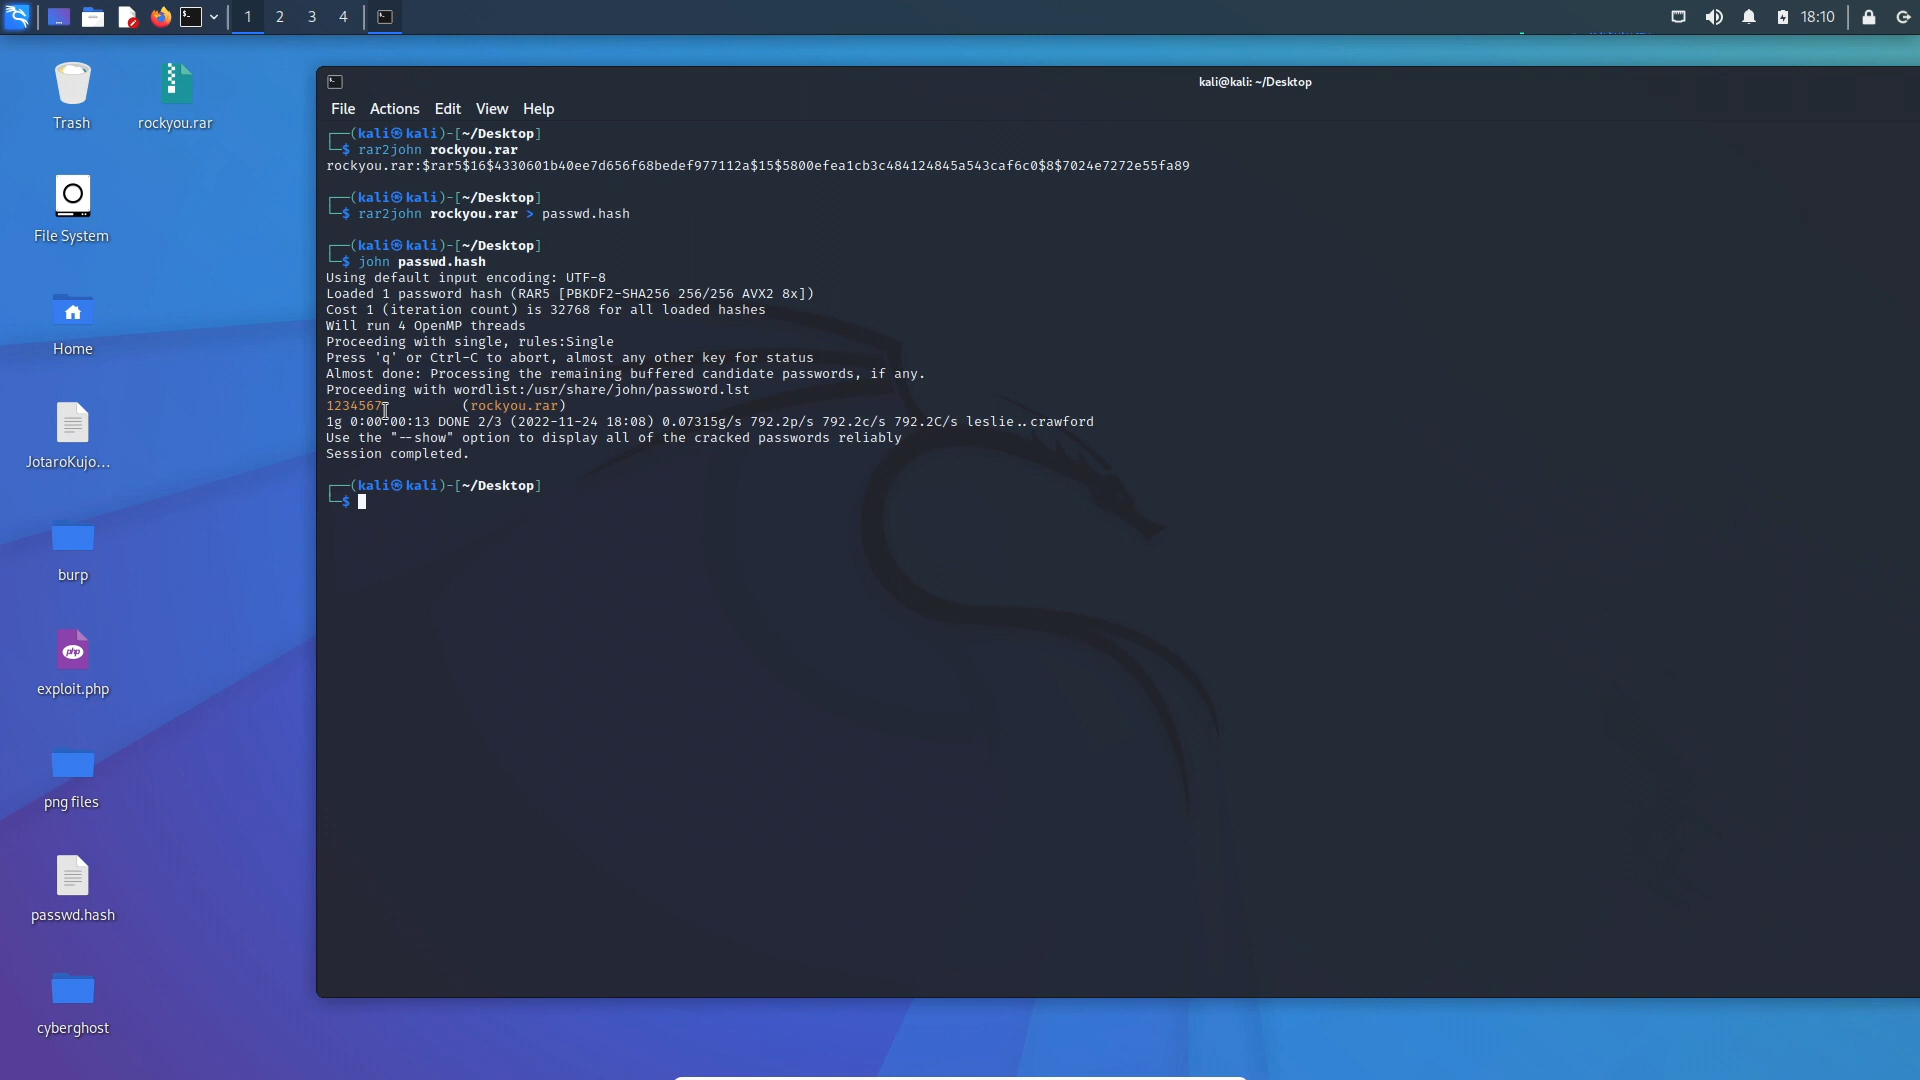 1 2 3 4
18:10
Trash
rockyou.rar
File System
Home
JotaroKujo...
burp
php
exploit.php
png files
passwd.hash
cyberghost
kali@kali: ~/Desktop
File Actions Edit View Help
┌──(kali㉿kali)-[~/Desktop]
└─$ rar2john rockyou.rar
rockyou.rar:$rar5$16$4330601b40ee7d656f68bedef977112a$15$5800efea1cb3c484124845a543caf6c0$8$7024e7272e55fa89
┌──(kali㉿kali)-[~/Desktop]
└─$ rar2john rockyou.rar > passwd.hash
┌──(kali㉿kali)-[~/Desktop]
└─$ john passwd.hash
Using default input encoding: UTF-8
Loaded 1 password hash (RAR5 [PBKDF2-SHA256 256/256 AVX2 8x])
Cost 1 (iteration count) is 32768 for all loaded hashes
Will run 4 OpenMP threads
Proceeding with single, rules:Single
Press 'q' or Ctrl-C to abort, almost any other key for status
Almost done: Processing the remaining buffered candidate passwords, if any.
Proceeding with wordlist:/usr/share/john/password.lst
(rockyou.rar)
1g 0:00:00:13 DONE 2/3 (2022-11-24 18:08) 0.07315g/s 792.2p/s 792.2c/s 792.2C/s leslie..crawford
Use the "--show" option to display all of the cracked passwords reliably
Session completed.
┌──(kali㉿kali)-[~/Desktop]
└─$